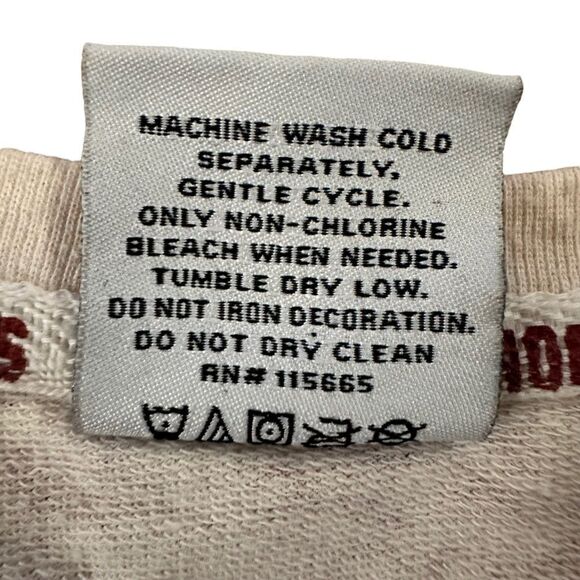 MACHINE WASH COLD
SEPARATELY,
GENTLE CYCLE.
ONLY NON-CHLORINE
BLEACH WHEN NEEDED.
TUMBLE DRY LOW.
DO NOT IRON DECORATION.
DO NOT DRY CLEAN
RN# 115665